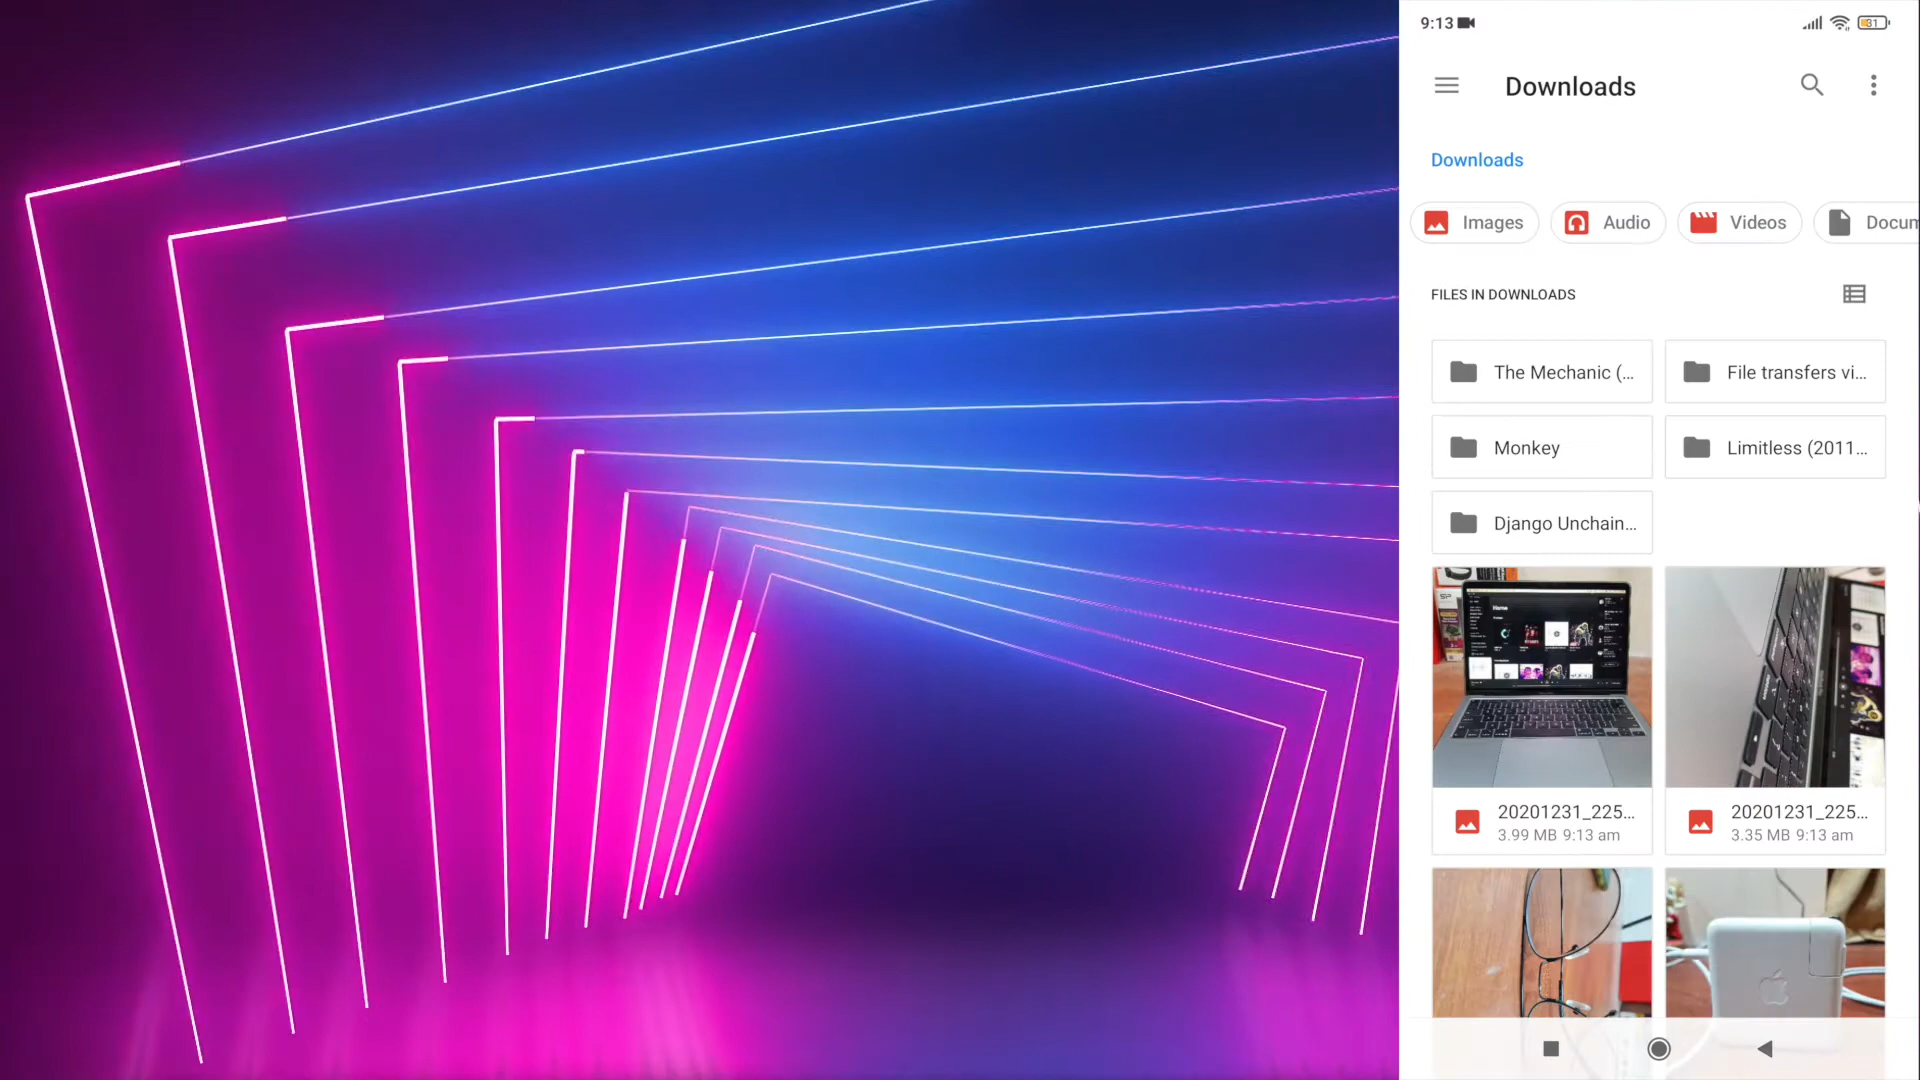 9:13
31
Downloads
Downloads
Images
Audio
Videos
Docum
FILES IN DOWNLOADS
The Mechanic (...
File transfers vi...
Monkey
Limitless (2011...
Django Unchain...
20201231_225...
3.99 MB 9:13 am
20201231_225...
3.35 MB 9:13 am